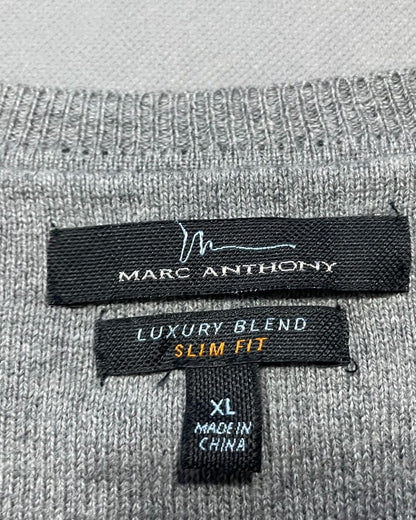 MARC ANTHONY
LUXURY BLEND
SLIM FIT
XL
MADE IN
CHINA